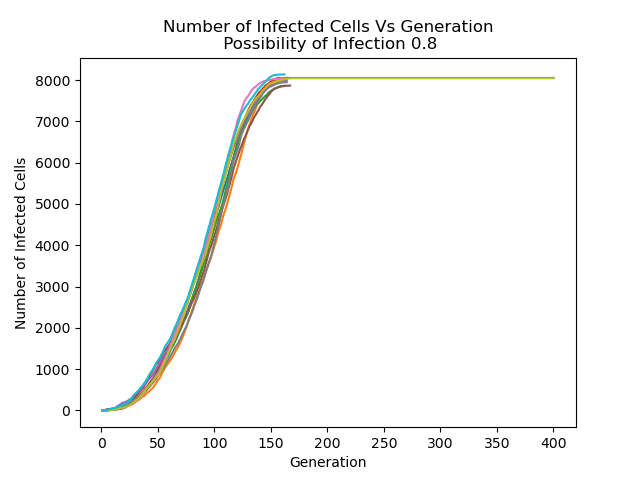 Number of Infected Cells Vs Generation
Possibility of Infection 0.8
8000
7000
6000
5000
4000
3000
2000
1000
0
Number of Infected Cells
0 50 100 150 200 250 300 350 400
Generation